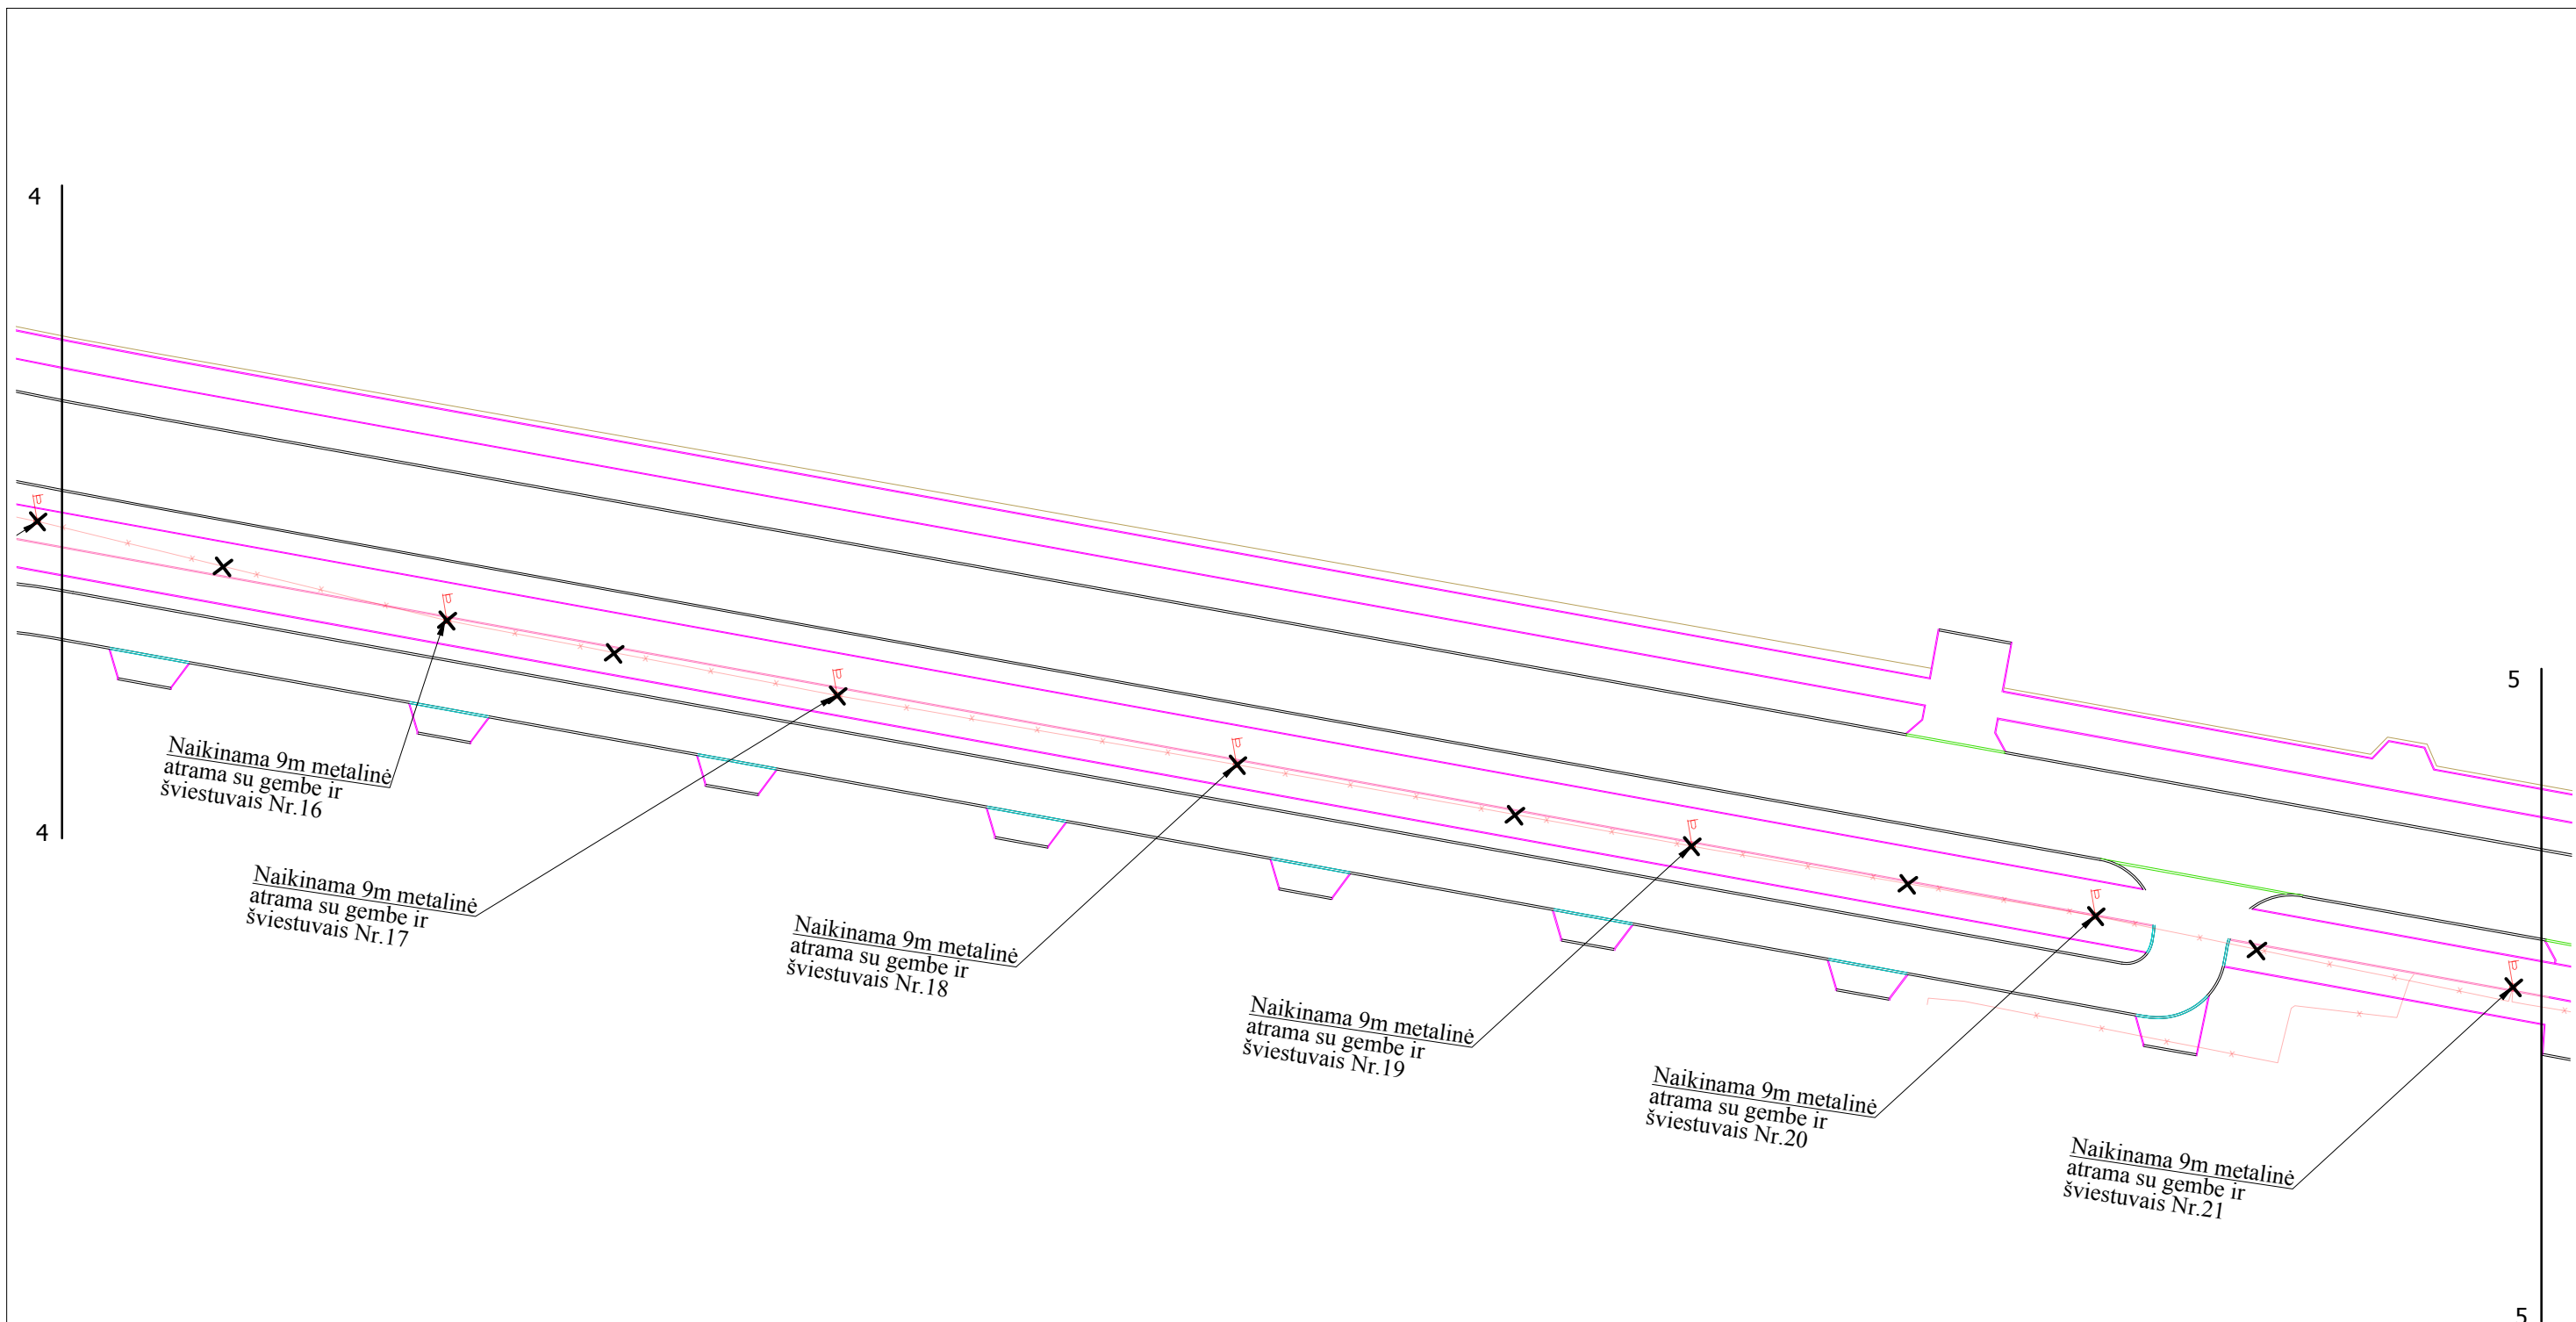 4
5
4
Naikinama 9m metalinė
atrama su gembe ir
šviestuvais Nr.16
Naikinama 9m metalinė
atrama su gembe ir
šviestuvais Nr.17
Naikinama 9m metalinė
atrama su gembe ir
šviestuvais Nr.18
Naikinama 9m metalinė
atrama su gembe ir
šviestuvais Nr.19
Naikinama 9m metalinė
atrama su gembe ir
šviestuvais Nr.20
Naikinama 9m metalinė
atrama su gembe ir
šviestuvais Nr.21
5